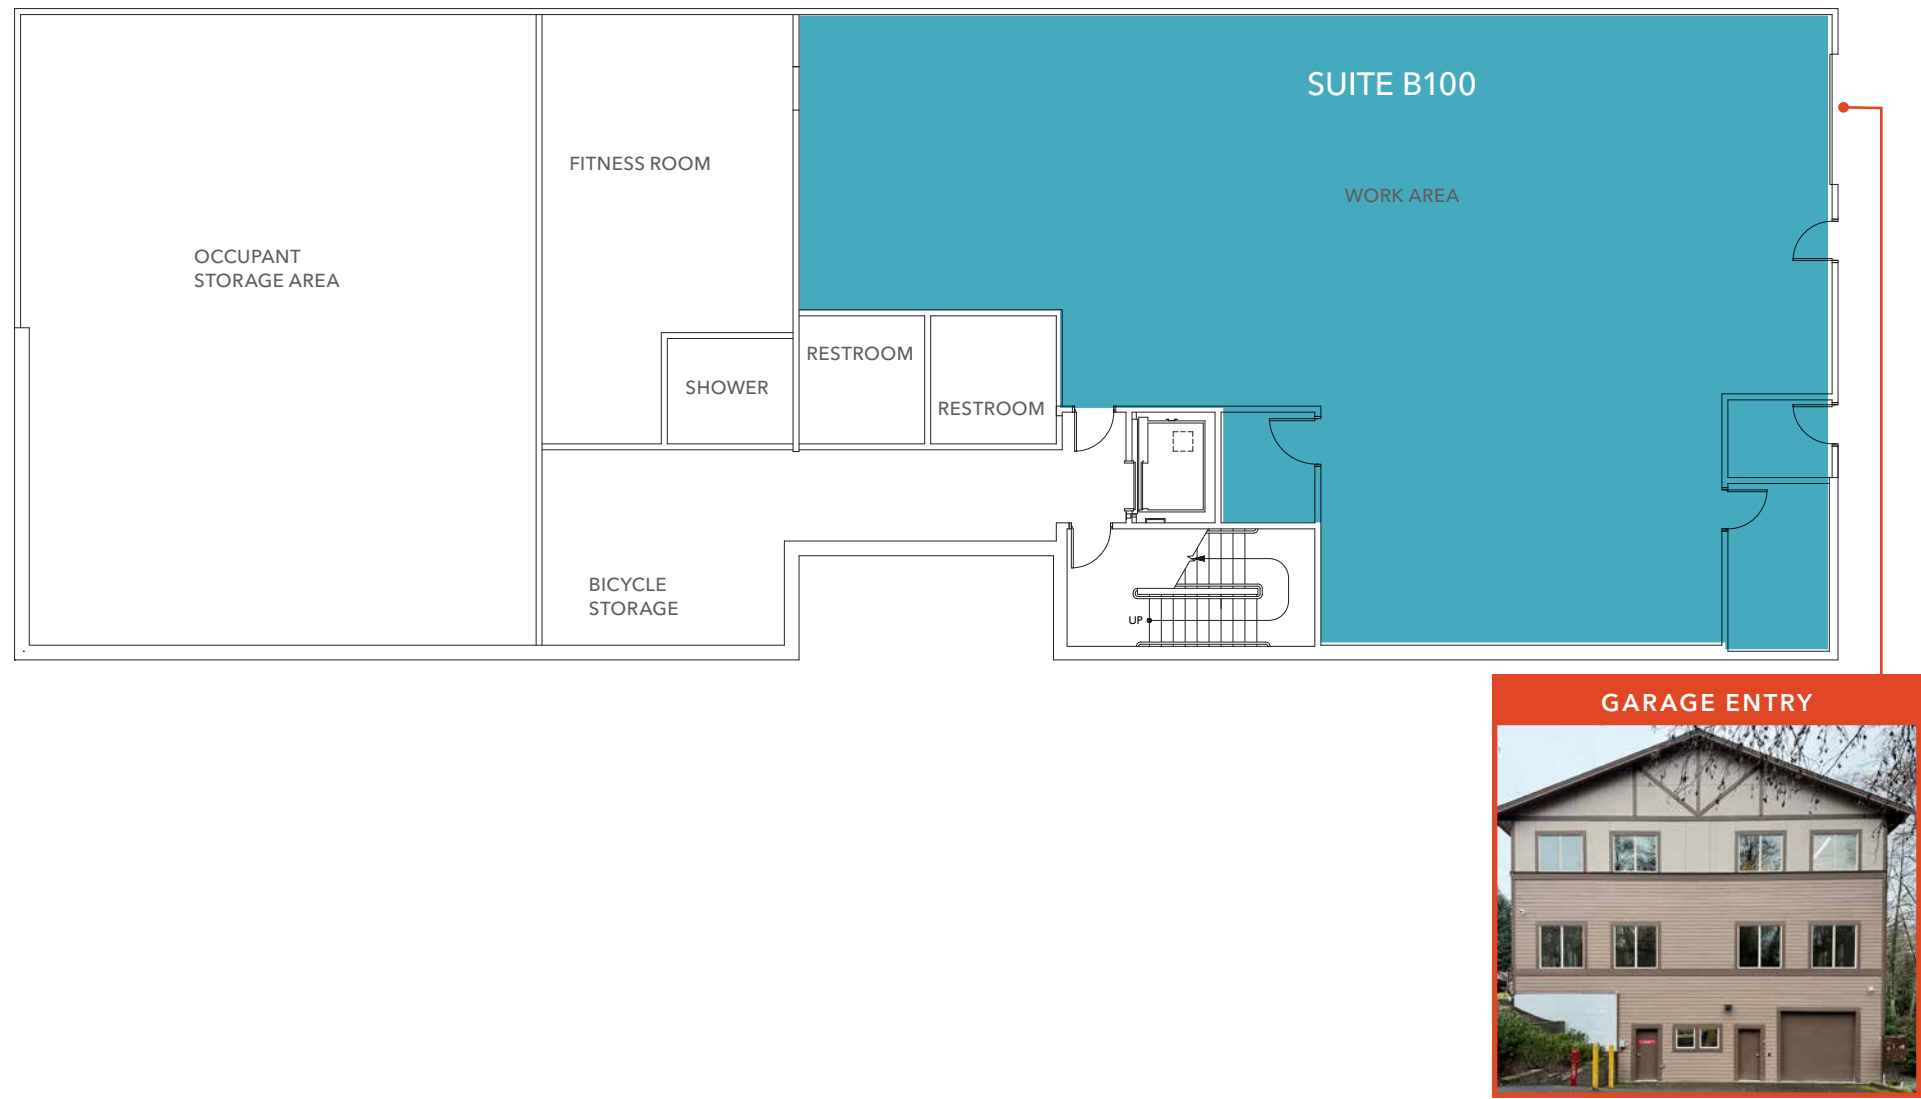 SUITE B100
FITNESS ROOM
WORK AREA
OCCUPANT
STORAGE AREA
RESTROOM
SHOWER
RESTROOM
BICYCLE
STORAGE
UP
GARAGE ENTRY